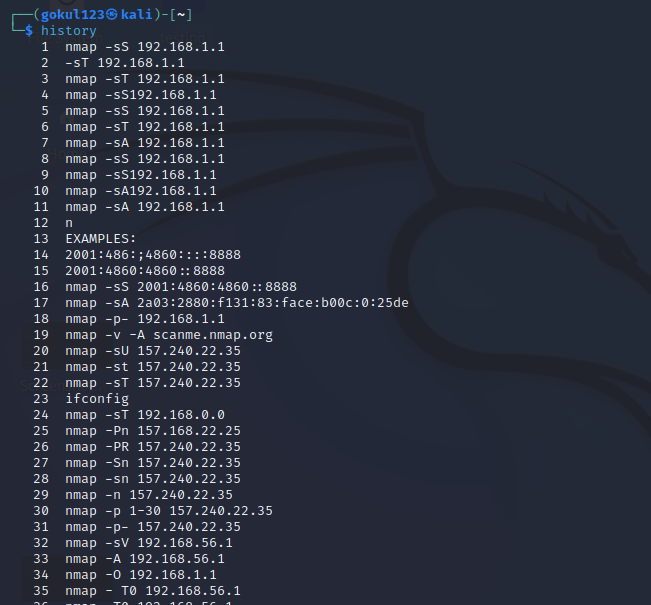 ┌──(gokul123㉿kali)-[~]
└─$ history
1 nmap -sS 192.168.1.1
2 -sT 192.168.1.1
3 nmap -sT 192.168.1.1
4 nmap -sS192.168.1.1
5 nmap -sS 192.168.1.1
6 nmap -sT 192.168.1.1
7 nmap -sA 192.168.1.1
8 nmap -sS 192.168.1.1
9 nmap -sS192.168.1.1
10 nmap -sA192.168.1.1
11 nmap -sA 192.168.1.1
12 n
13 EXAMPLES:
14 2001:486:;4860::::8888
15 2001:4860:4860::8888
16 nmap -sS 2001:4860:4860::8888
17 nmap -sA 2a03:2880:f131:83:face:b00c:0:25de
18 nmap -p- 192.168.1.1
19 nmap -v -A scanme.nmap.org
20 nmap -sU 157.240.22.35
21 nmap -st 157.240.22.35
22 nmap -sT 157.240.22.35
23 ifconfig
24 nmap -sT 192.168.0.0
25 nmap -Pn 157.168.22.25
26 nmap -PR 157.240.22.35
27 nmap -Sn 157.240.22.35
28 nmap -sn 157.240.22.35
29 nmap -n 157.240.22.35
30 nmap -p 1-30 157.240.22.35
31 nmap -p- 157.240.22.35
32 nmap -sV 192.168.56.1
33 nmap -A 192.168.56.1
34 nmap -O 192.168.1.1
35 nmap - T0 192.168.56.1
36 nmap -T0 192.168.56.1